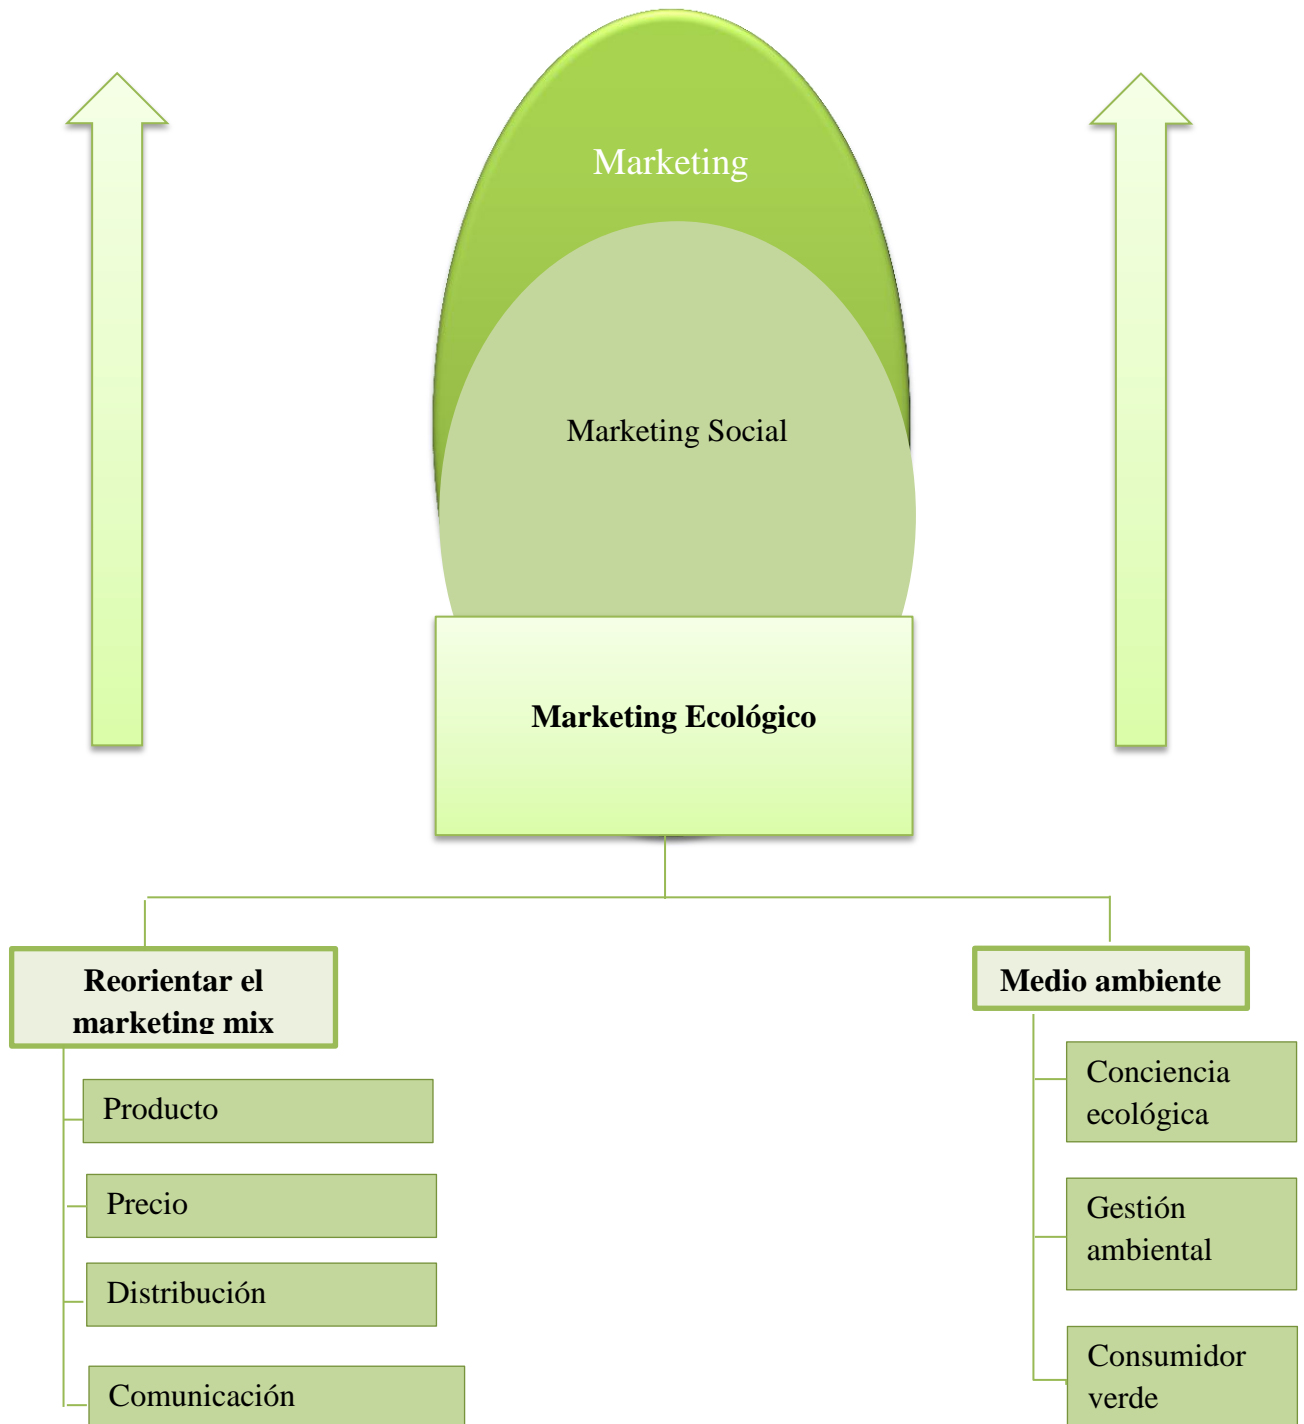 Marketing
Marketing Social
Marketing Ecológico
Reorientar el
marketing mix
Producto
Precio
Distribución
Comunicación
Medio ambiente
Conciencia
ecológica
Gestión
ambiental
Consumidor
verde